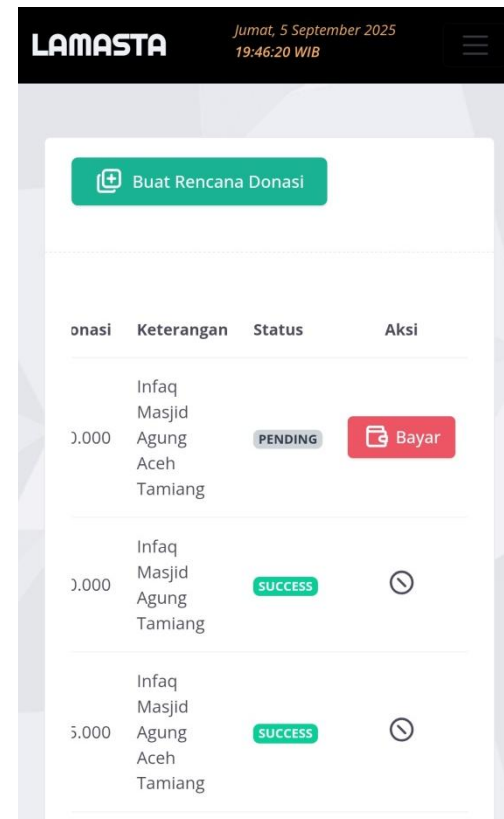 LAMASTA
Jumat, 5 September 2025
19:46:20 WIB
Buat Rencana Donasi
Keterangan Status Aksi
Infaq
Masjid
Agung
Aceh
Tamiang
PENDING
Bayar
Infaq
Masjid
Agung
Tamiang
SUCCESS
Infaq
Masjid
Agung
Aceh
Tamiang
SUCCESS